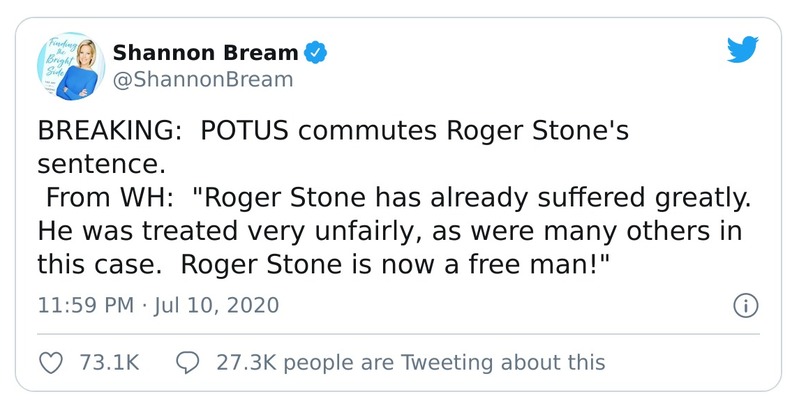 Finding
the
Bright
Side
Shannon Bream
@ShannonBream
BREAKING:  POTUS commutes Roger Stone's
sentence.
From WH:  "Roger Stone has already suffered greatly.
He was treated very unfairly, as were many others in
this case.  Roger Stone is now a free man!"
11:59 PM · Jul 10, 2020
73.1K
27.3K people are Tweeting about this